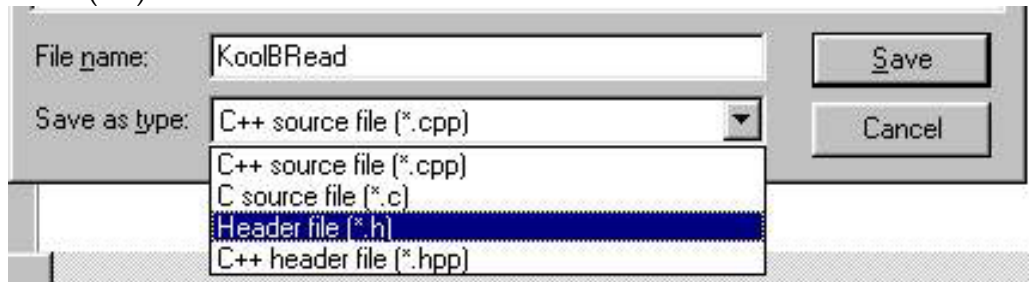 File name: KoolBRead Save
Save as type: C++ source file (*.cpp) Cancel
C++ source file (*.cpp)
C source file (*.c)
Header file (*.h)
C++ header file (*.hpp)